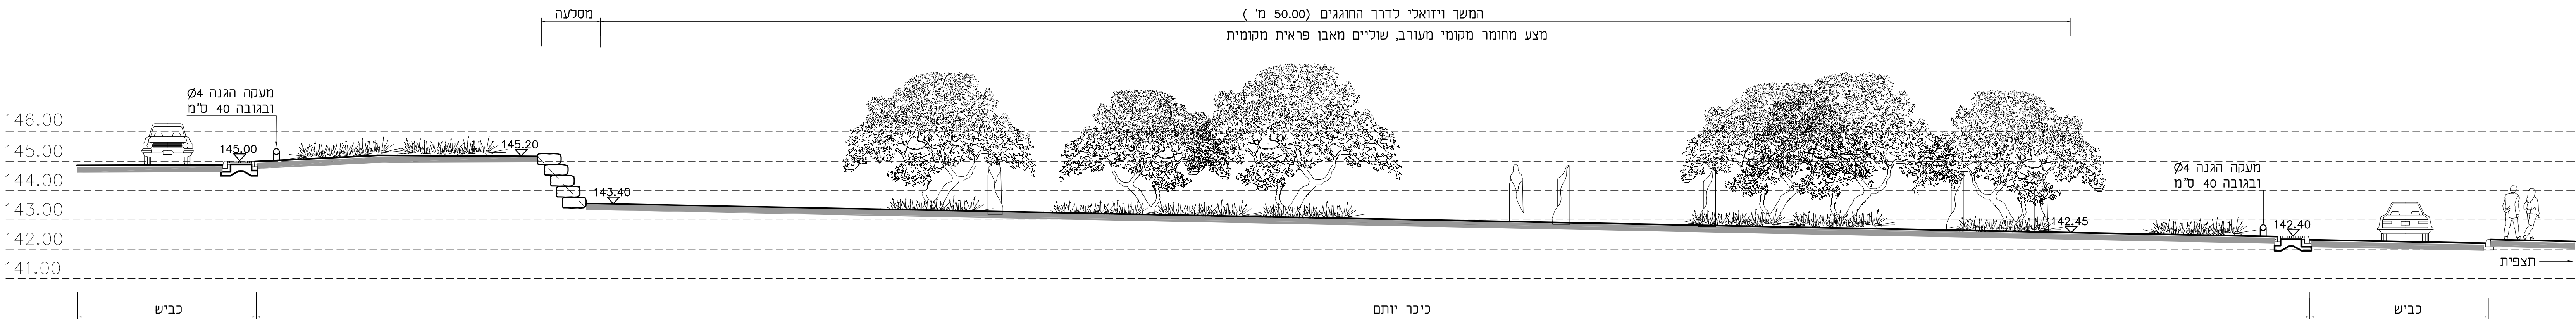 מסלעה
המשך ויזואלי לדרך החוגגים (50.00 מ' )
מצע מחומר מקומי מעורב, שוליים מאבן פראית מקומית
מעקה הגנה Ø4
ובגובה 40 ס"מ
146.00
145.00
144.00
143.00
142.00
141.00
145.00
145.20
143.40
142.45
מעקה הגנה Ø4
ובגובה 40 ס"מ
142.40
תצפית
כביש
כיכר יותם
כביש